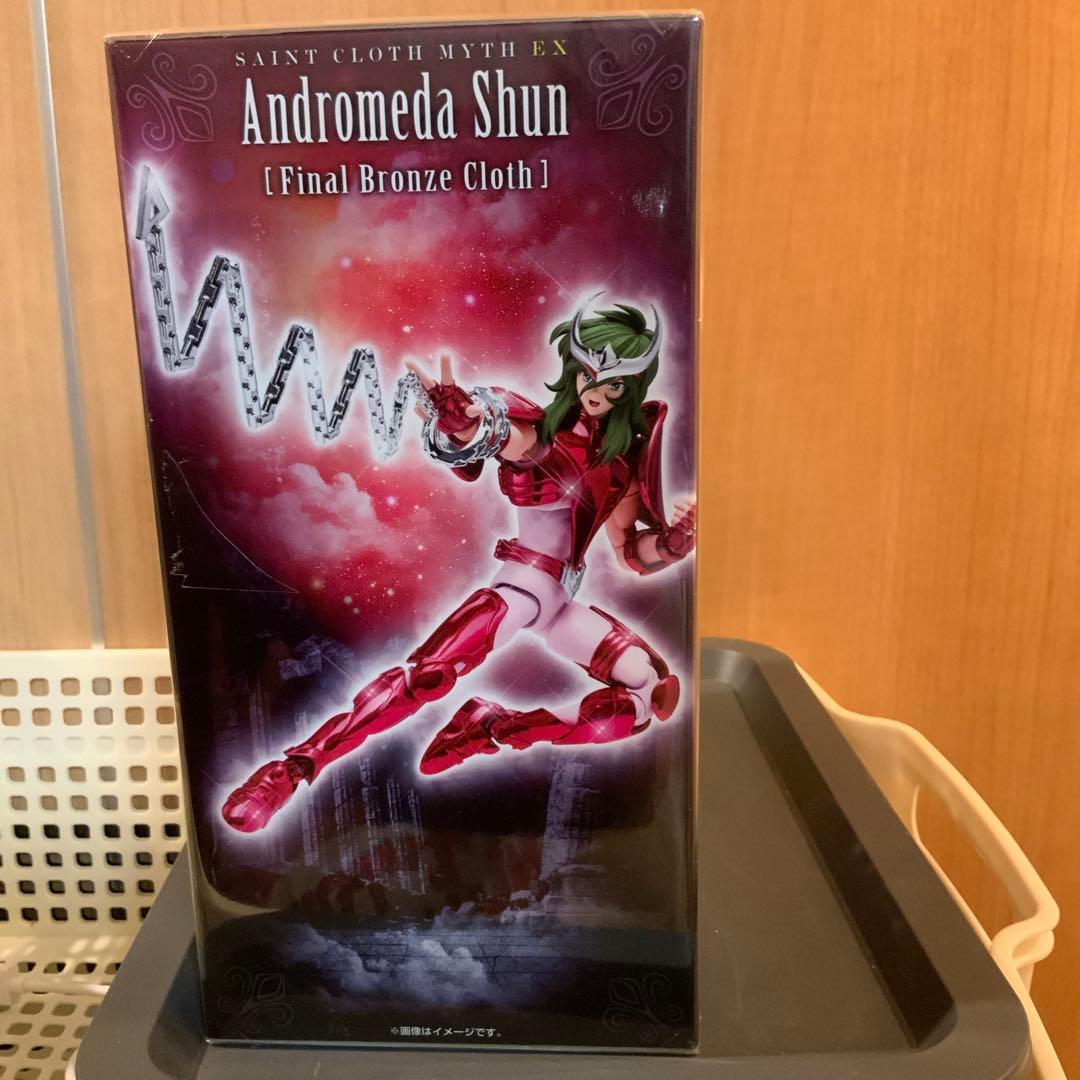 SAINT CLOTH MYTH EX
Andromeda Shun
[Final Bronze Cloth]
※画像はイメージです。